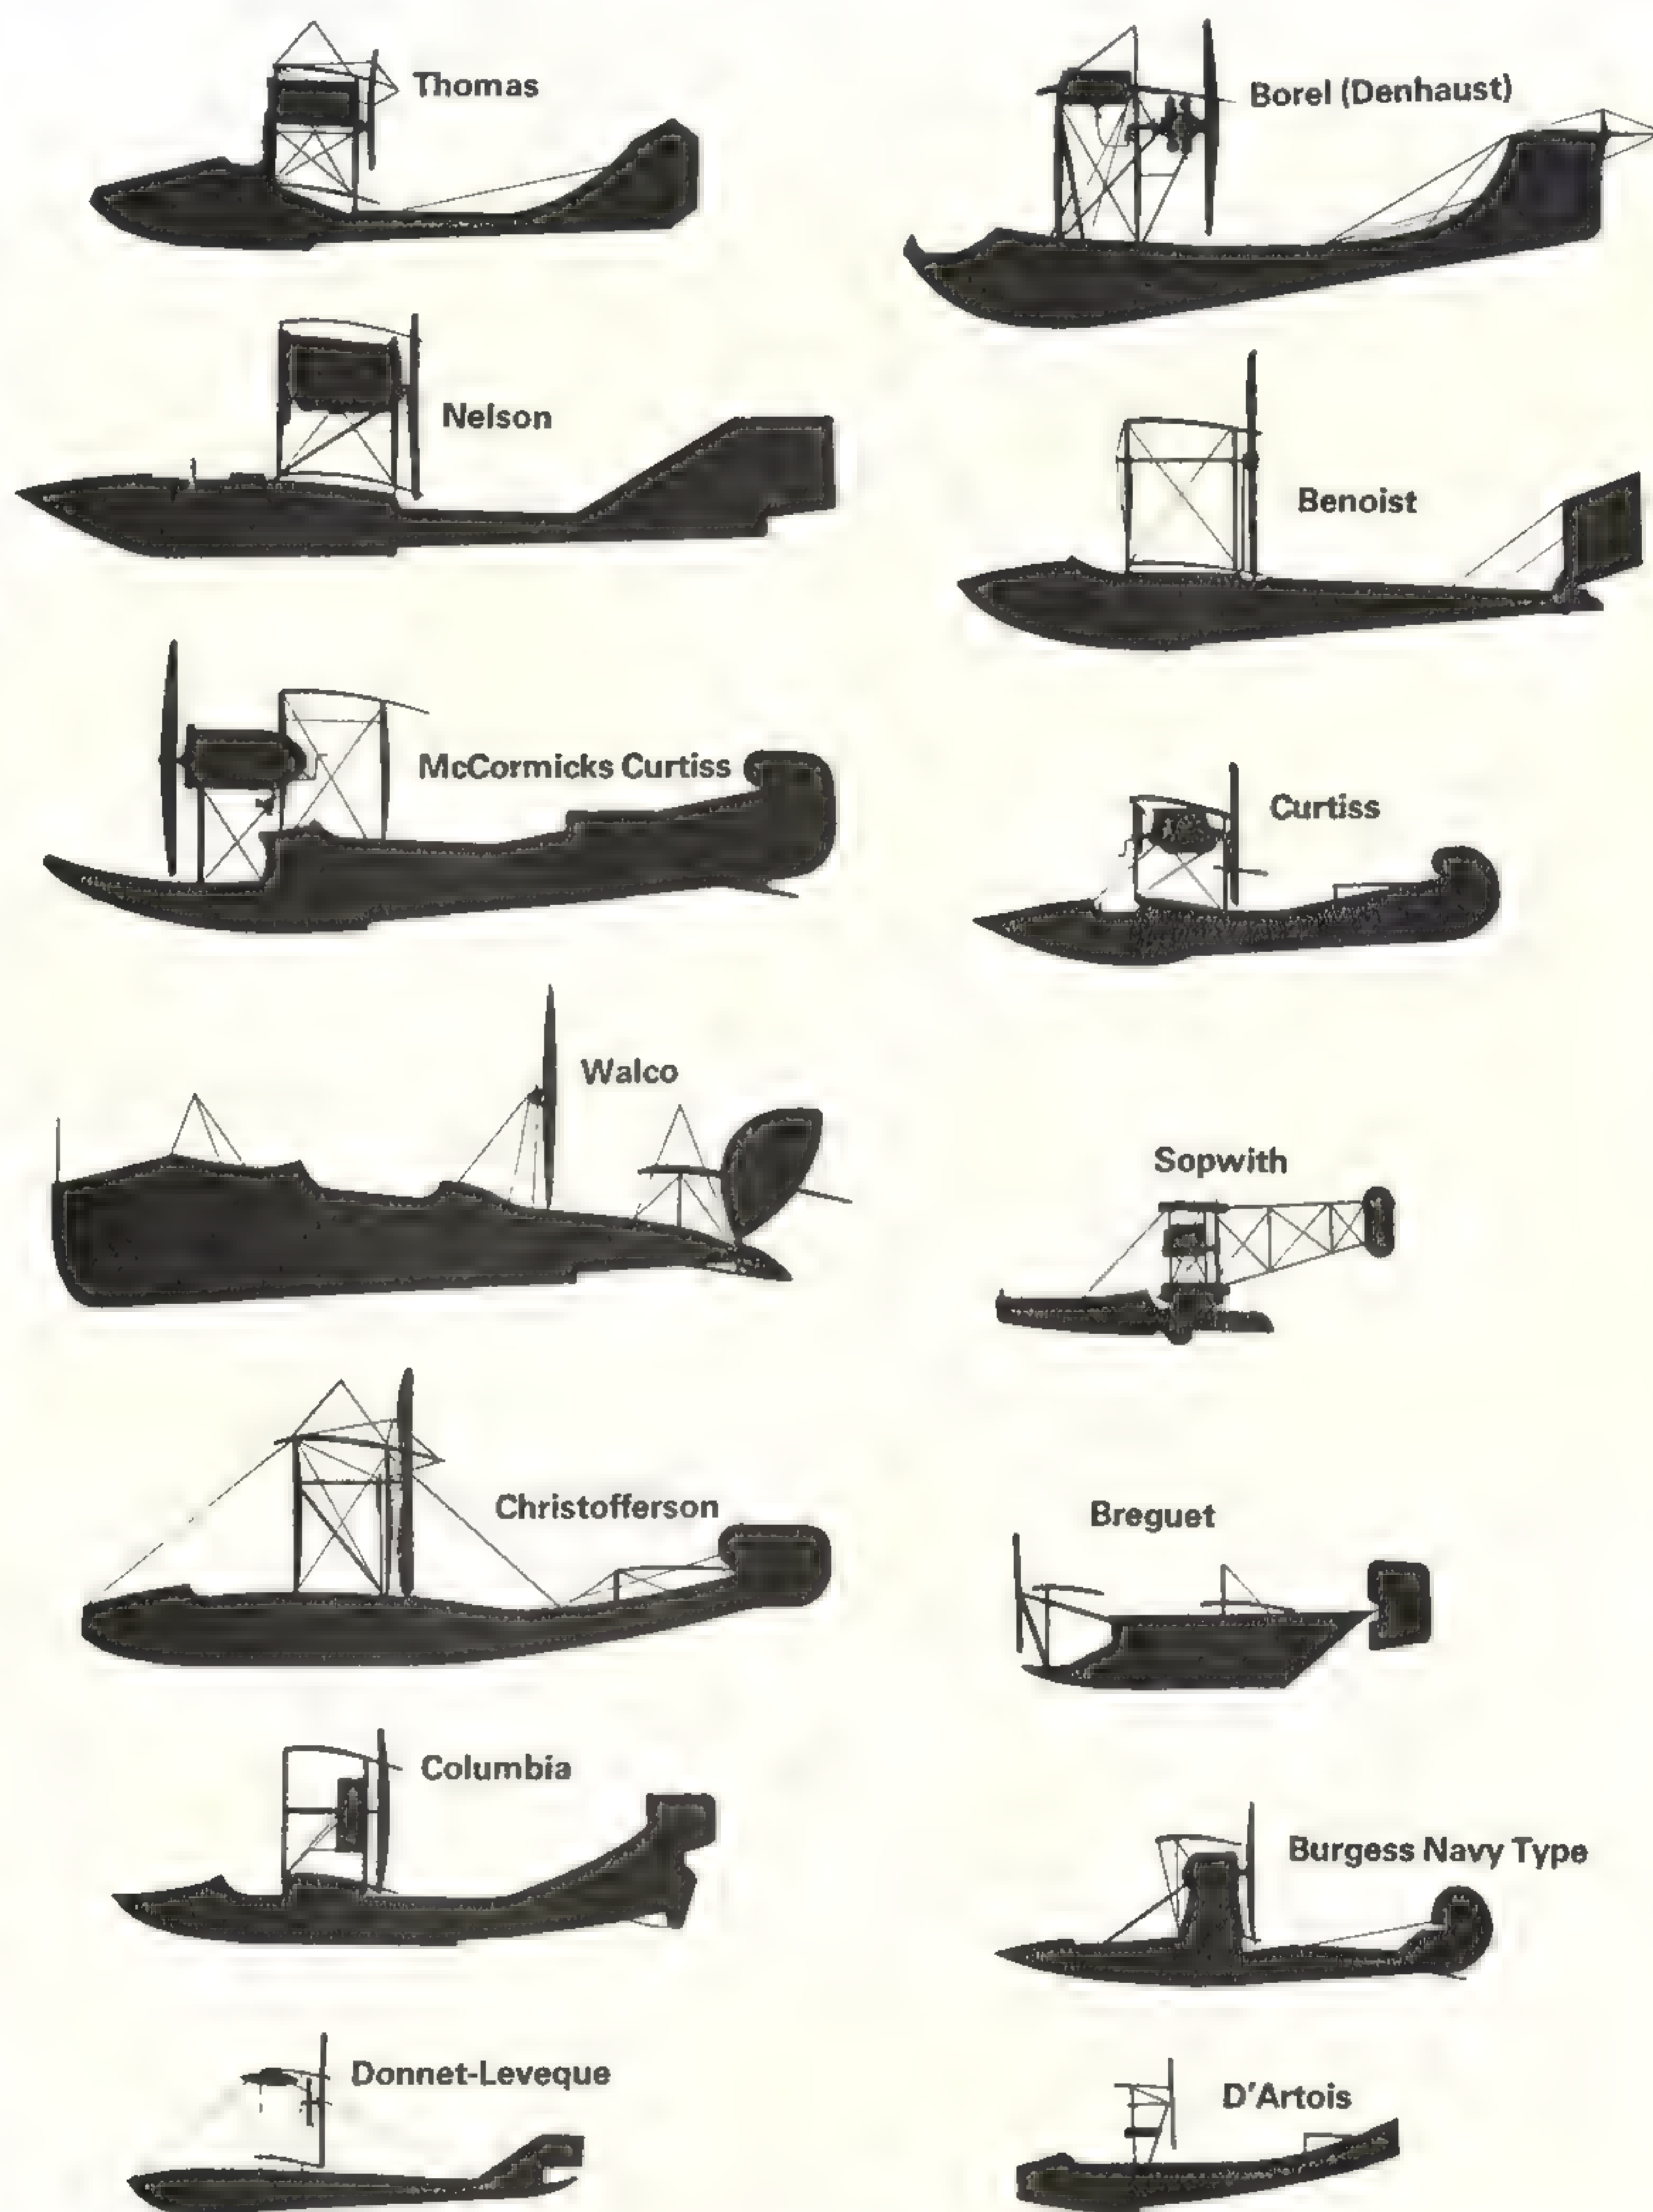 Thomas
Borel (Denhaust)
Nelson
Benoist
McCormicks Curtiss
Curtiss
Walco
Sopwith
Christofferson
Breguet
Columbia
Burgess Navy Type
Donnet-Leveque
D'Artois